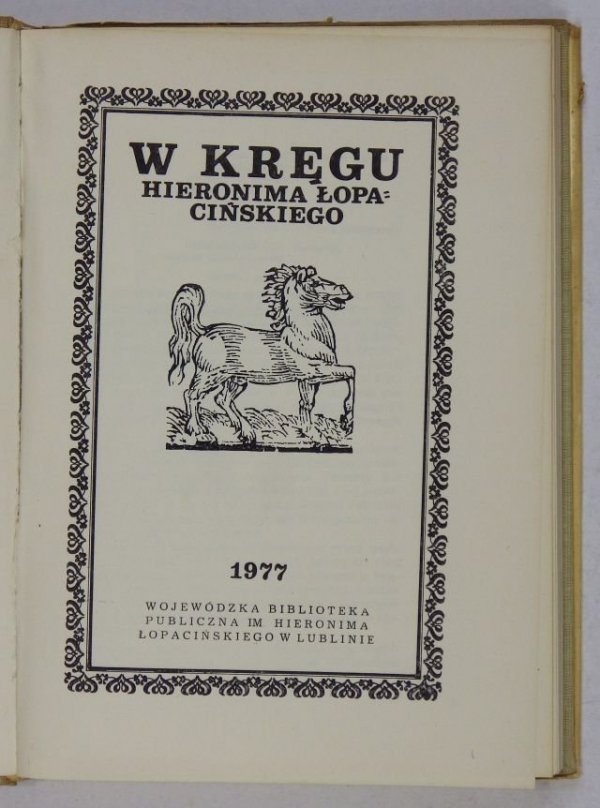 W KRĘGU
HIERONIMA ŁOPA=
CIŃSKIEGO
1977
WOJEWÓDZKA BIBLIOTEKA
PUBLICZNA IM HIERONIMA
ŁOPACIŃSKIEGO W LUBLINIE